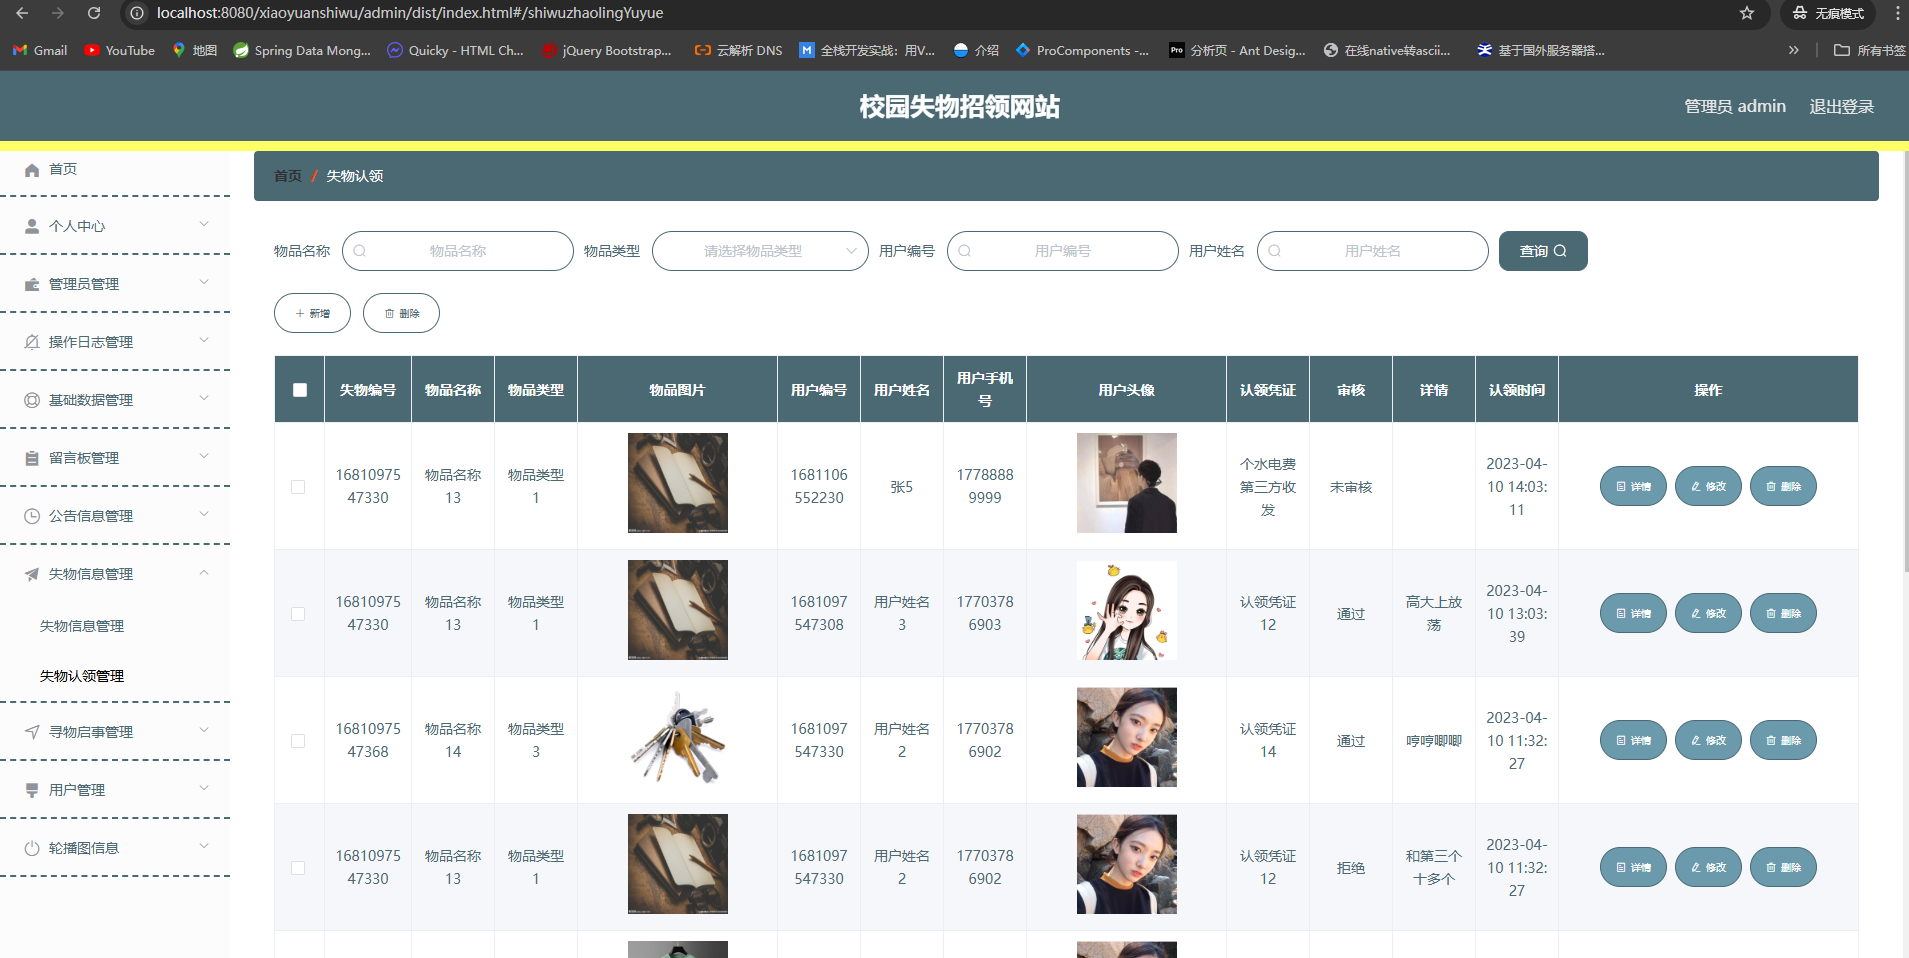 localhost:8080/xiaoyuanshiwu/admin/dist/index.html#/shiwuzhaolingYuyue
无痕模式
Gmail
YouTube
地图
Spring Data Mong...
Quicky - HTML Ch...
jQuery Bootstrap...
云解析 DNS
全栈开发实战：用V...
介绍
ProComponents -...
Pro 分析页 - Ant Desig...
在线native转ascii...
基于国外服务器搭...
所有书签
校园失物招领网站
管理员 admin
退出登录
首页
个人中心
管理员管理
操作日志管理
基础数据管理
留言板管理
公告信息管理
失物信息管理
失物信息管理
失物认领管理
寻物启事管理
用户管理
轮播图信息
首页 / 失物认领
物品名称 物品名称 物品类型 请选择物品类型 用户编号 用户编号 用户姓名 用户姓名 查询
新增 删除
失物编号 物品名称 物品类型 物品图片 用户编号 用户姓名 用户手机号 用户头像 认领凭证 审核 详情 认领时间 操作
1681097547330 物品名称13 物品类型1 1681106552230 张5 17788889999 个水电费第三方收发 未审核 2023-04-10 14:03:11 详情 修改 删除
1681097547330 物品名称13 物品类型1 1681097547308 用户姓名3 17703786903 认领凭证12 通过 高大上放荡 2023-04-10 13:03:39 详情 修改 删除
1681097547368 物品名称14 物品类型3 1681097547330 用户姓名2 17703786902 认领凭证14 通过 哼哼唧唧 2023-04-10 11:32:27 详情 修改 删除
1681097547330 物品名称13 物品类型1 1681097547330 用户姓名2 17703786902 认领凭证12 拒绝 和第三个十多个 2023-04-10 11:32:27 详情 修改 删除